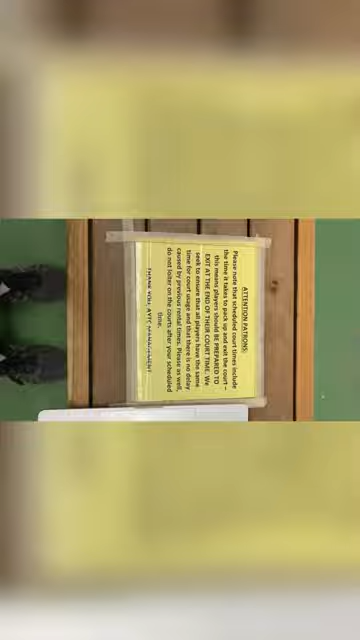 ATTENTION PATRONS:
Please note that scheduled court times include
the time it takes to pack up and exit the court –
this means players should BE PREPARED TO
EXIT AT THE END OF THEIR COURT TIME. We
seek to ensure that all players have the same
time for court usage and that there is no delay
caused by previous rental times. Please as well,
do not loiter on the courts after your scheduled
time.
THANK YOU, AVTC MANAGEMENT